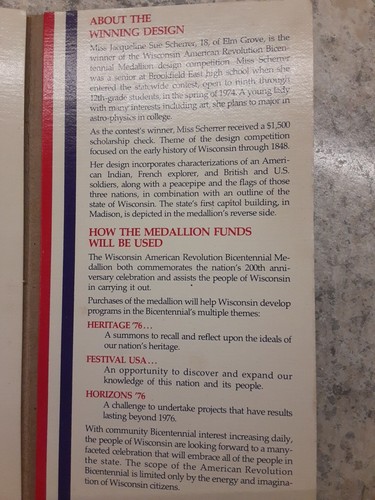 ABOUT THE
WINNING DESIGN
Miss Jacqueline Sue Scherrer, 18, of Elm Grove, is the
winner of the Wisconsin American Revolution Bicen-
tennial Medallion design competition. Miss Scherrer
was a senior at Brookfield East high school when she
entered the statewide contest, open to ninth through
12th-grade students, in the spring of 1974. A young lady
with many interests including art, she plans to major in
astro-physics in college.
As the contest's winner, Miss Scherrer received a $1,500
scholarship check. Theme of the design competition
focused on the early history of Wisconsin through 1848.
Her design incorporates characterizations of an Ameri-
can Indian, French explorer, and British and U.S.
soldiers, along with a peacepipe and the flags of those
three nations, in combination with an outline of the
state of Wisconsin. The state's first capitol building, in
Madison, is depicted in the medallion's reverse side.
HOW THE MEDALLION FUNDS
WILL BE USED
The Wisconsin American Revolution Bicentennial Me-
dallion both commemorates the nation's 200th anni-
versary celebration and assists the people of Wisconsin
in carrying it out.
Purchases of the medallion will help Wisconsin develop
programs in the Bicentennial's multiple themes:
HERITAGE '76...
A summons to recall and reflect upon the ideals of
our nation's heritage.
FESTIVAL USA...
An opportunity to discover and expand our
knowledge of this nation and its people.
HORIZONS '76
A challenge to undertake projects that have results
lasting beyond 1976.
With community Bicentennial interest increasing daily,
the people of Wisconsin are looking forward to a many-
faceted celebration that will embrace all of the people in
the state. The scope of the American Revolution
Bicentennial is limited only by the energy and imagina-
tion of Wisconsin citizens.